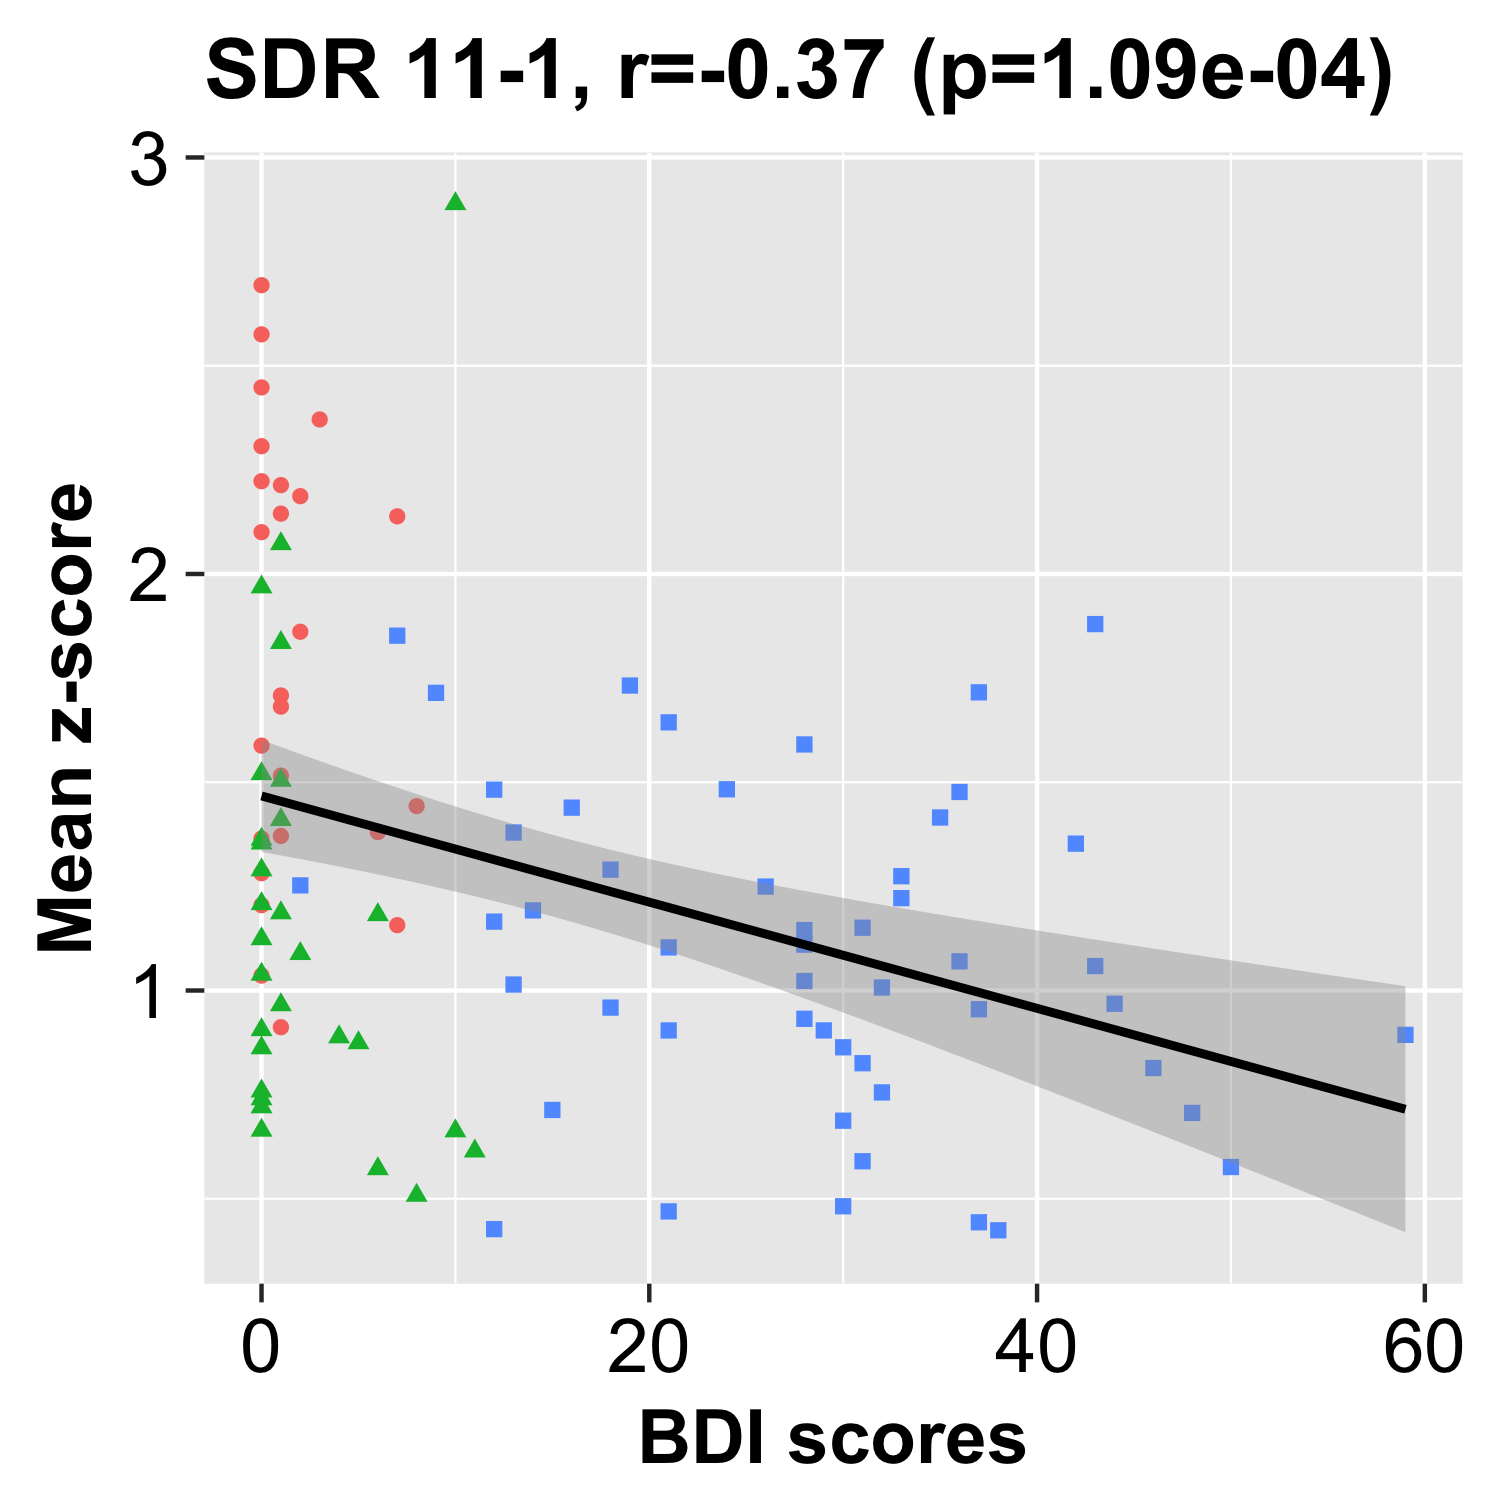 SDR 11-1, r=-0.37 (p=1.09e-04)
3
2
1
Mean z-score
0 20 40 60
BDI scores